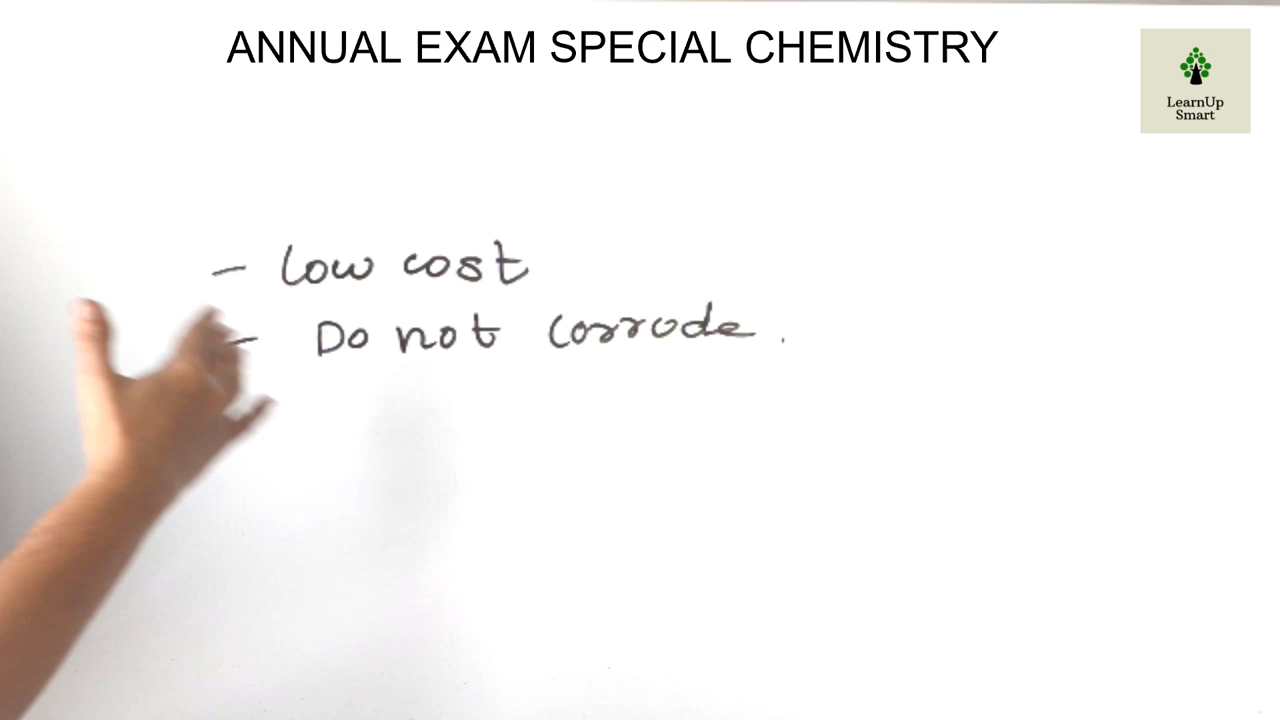 ANNUAL EXAM SPECIAL CHEMISTRY
LearnUp
Smart
- Low cost
- Do not corrode.